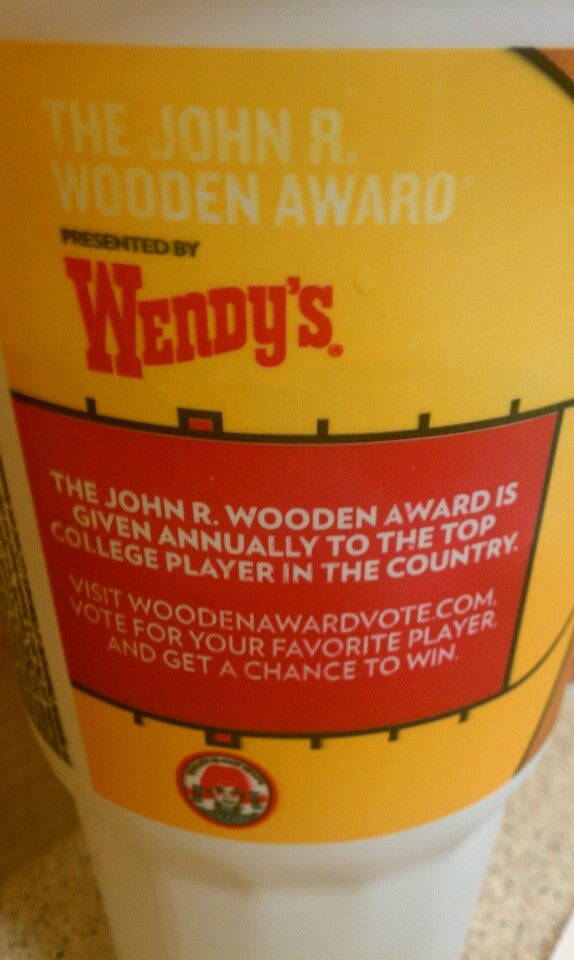 THE JOHN R.
WOODEN AWARD
PRESENTED BY
WENDY'S
THE JOHN R. WOODEN AWARD IS
GIVEN ANNUALLY TO THE TOP
COLLEGE PLAYER IN THE COUNTRY.
VISIT WOODENAWARDVOTE.COM,
VOTE FOR YOUR FAVORITE PLAYER,
AND GET A CHANCE TO WIN.